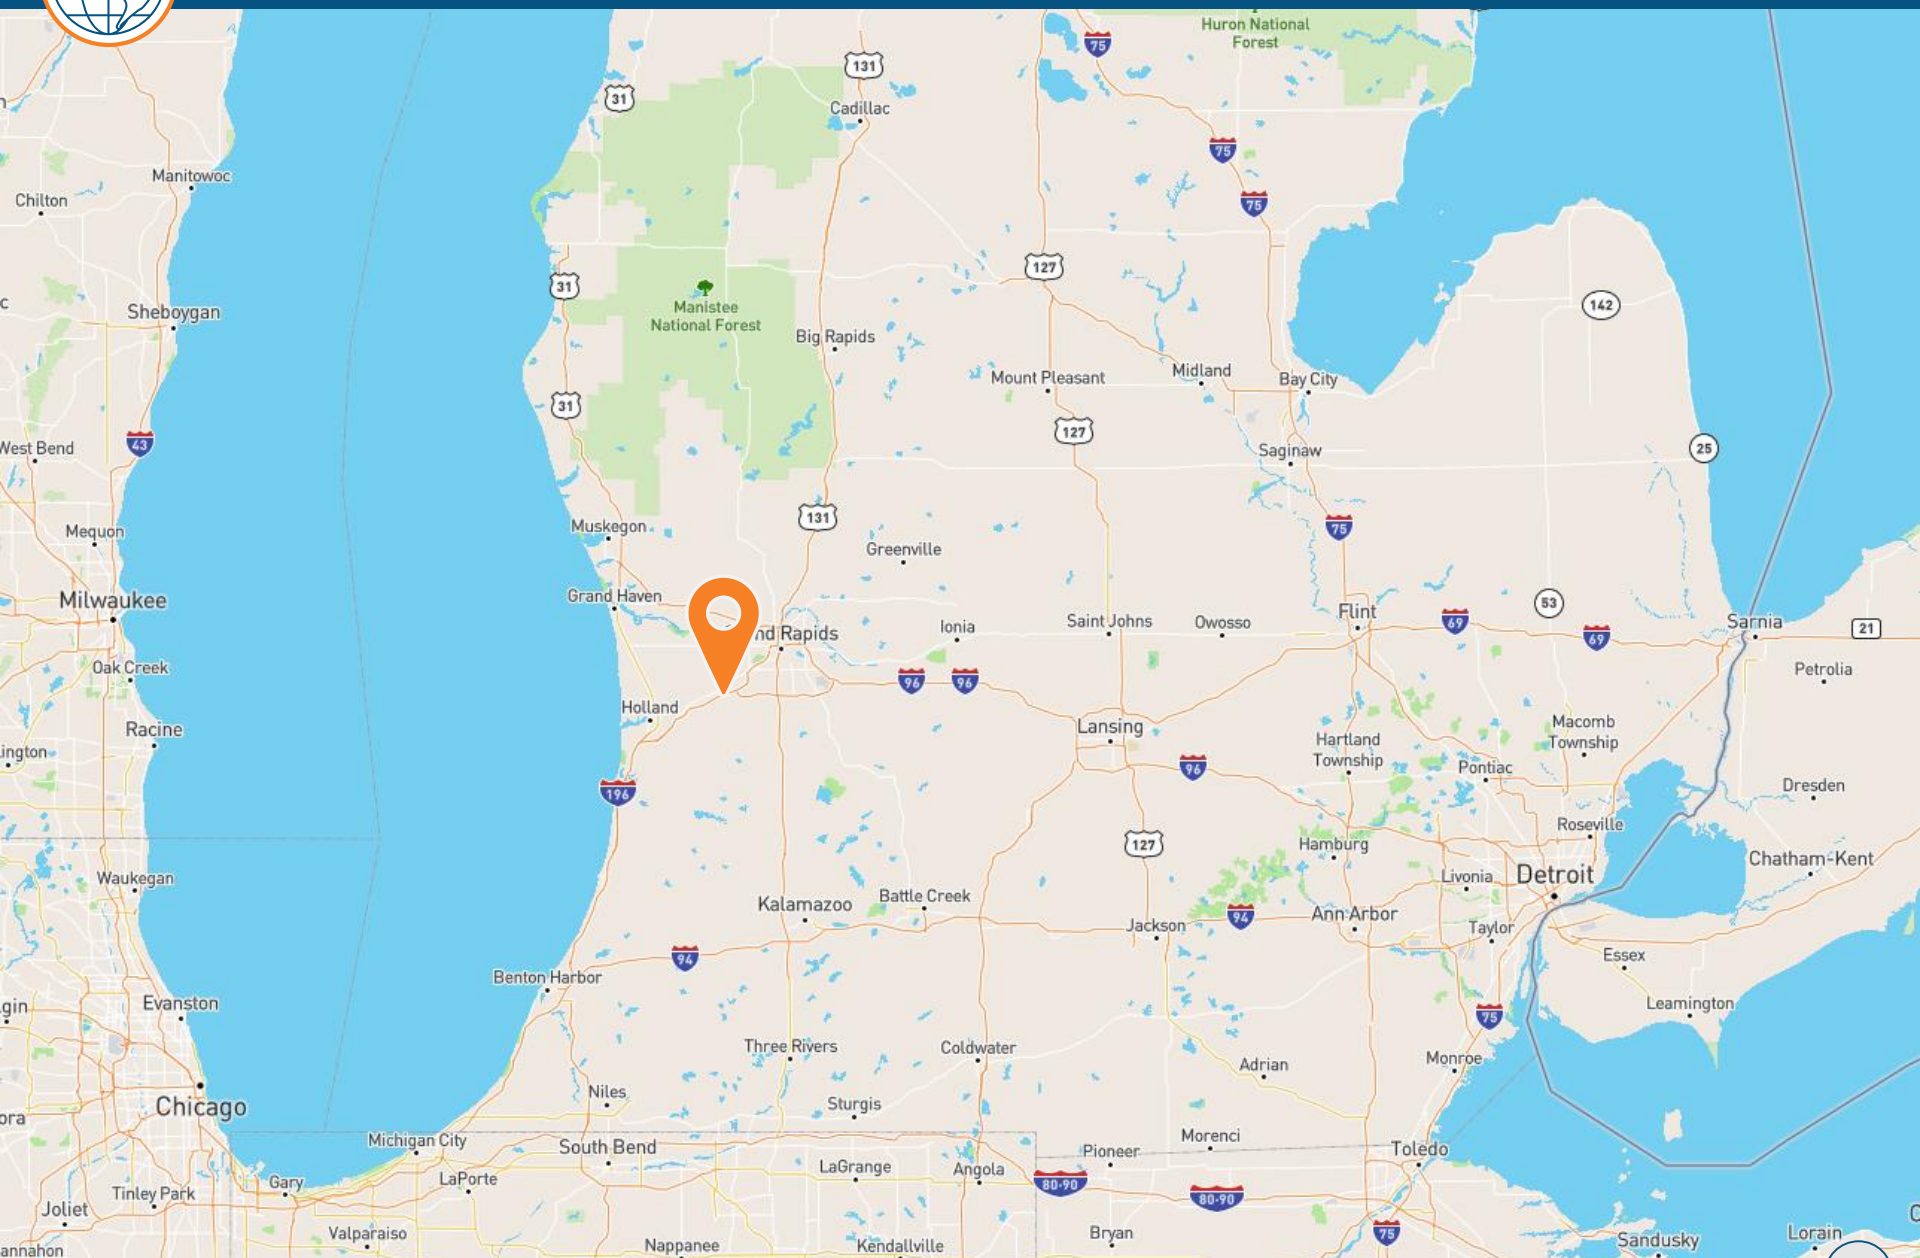 Huron National
Forest
75
131
31
Cadillac
75
Manitowoc
Chilton
75
127
31
142
Sheboygan
Manistee
National Forest
Big Rapids
Mount Pleasant
Midland
Bay City
31
127
43
West Bend
Saginaw
25
131
Muskegon
75
Mequon
Greenville
Milwaukee
Grand Haven
53
Flint
69
Saint Johns
Owosso
Sarnia
21
nd Rapids
Ionia
69
Oak Creek
Petrolia
96
96
Holland
Racine
Lansing
Macomb
Township
Hartland
Township
ington
96
Pontiac
196
Dresden
Roseville
127
Hamburg
Chatham-Kent
Waukegan
Livonia
Detroit
Kalamazoo
Battle Creek
94
Ann Arbor
Jackson
Taylor
94
Essex
Benton Harbor
gin
Evanston
Leamington
75
Three Rivers
Coldwater
Monroe
Adrian
Niles
Chicago
ora
Sturgis
Michigan City
South Bend
Morenci
Pioneer
Toledo
LaGrange
Angola
LaPorte
Gary
80-90
80-90
Tinley Park
Joliet
Valparaiso
Bryan
75
Lorain
Sandusky
annahon
Nappanee
Kendallville